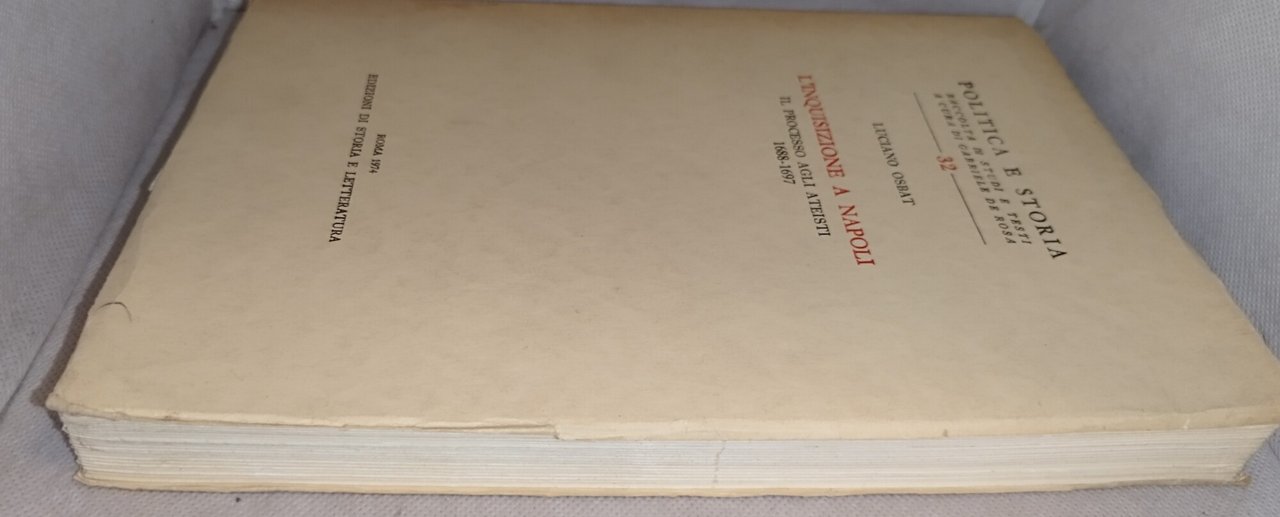 POLITICA E STORIA
RACCOLTA DI STUDI E TESTI
A CURA DI GABRIELE DE ROSA
32
LUCIANO OSBAT
L'INQUISIZIONE A NAPOLI
IL PROCESSO AGLI ATEISTI
1688-1697
ROMA 1974
EDIZIONI DI STORIA E LETTERATURA